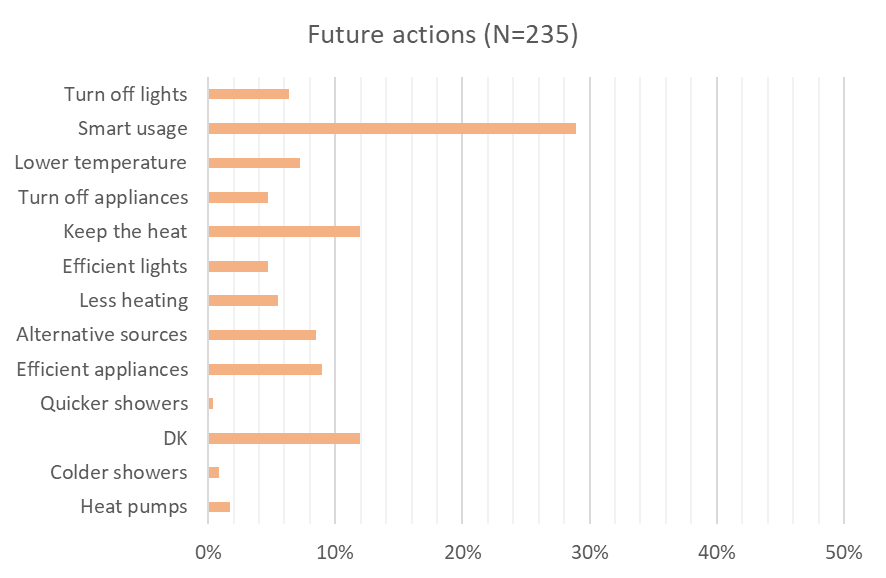 Future actions (N=235)
Turn off lights
Smart usage
Lower temperature
Turn off appliances
Keep the heat
Efficient lights
Less heating
Alternative sources
Efficient appliances
Quicker showers
DK
Colder showers
Heat pumps
0% 10% 20% 30% 40% 50%